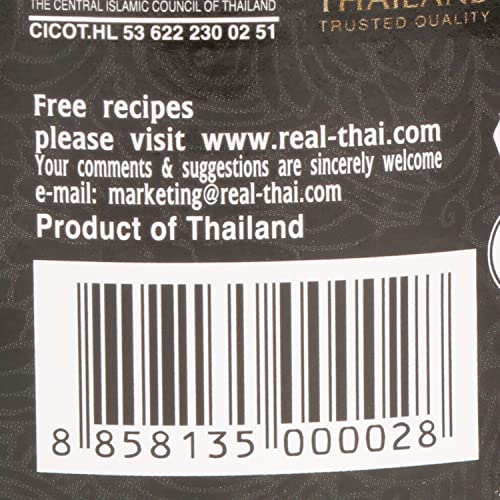 THE CENTRAL ISLAMIC COUNCIL OF THAILAND
CICOT.HL 53 622 230 02 51
THAILAND
TRUSTED QUALITY
Free recipes
please visit www.real-thai.com
Your comments & suggestions are sincerely welcome
e-mail: marketing@real-thai.com
Product of Thailand
8 858135 000028